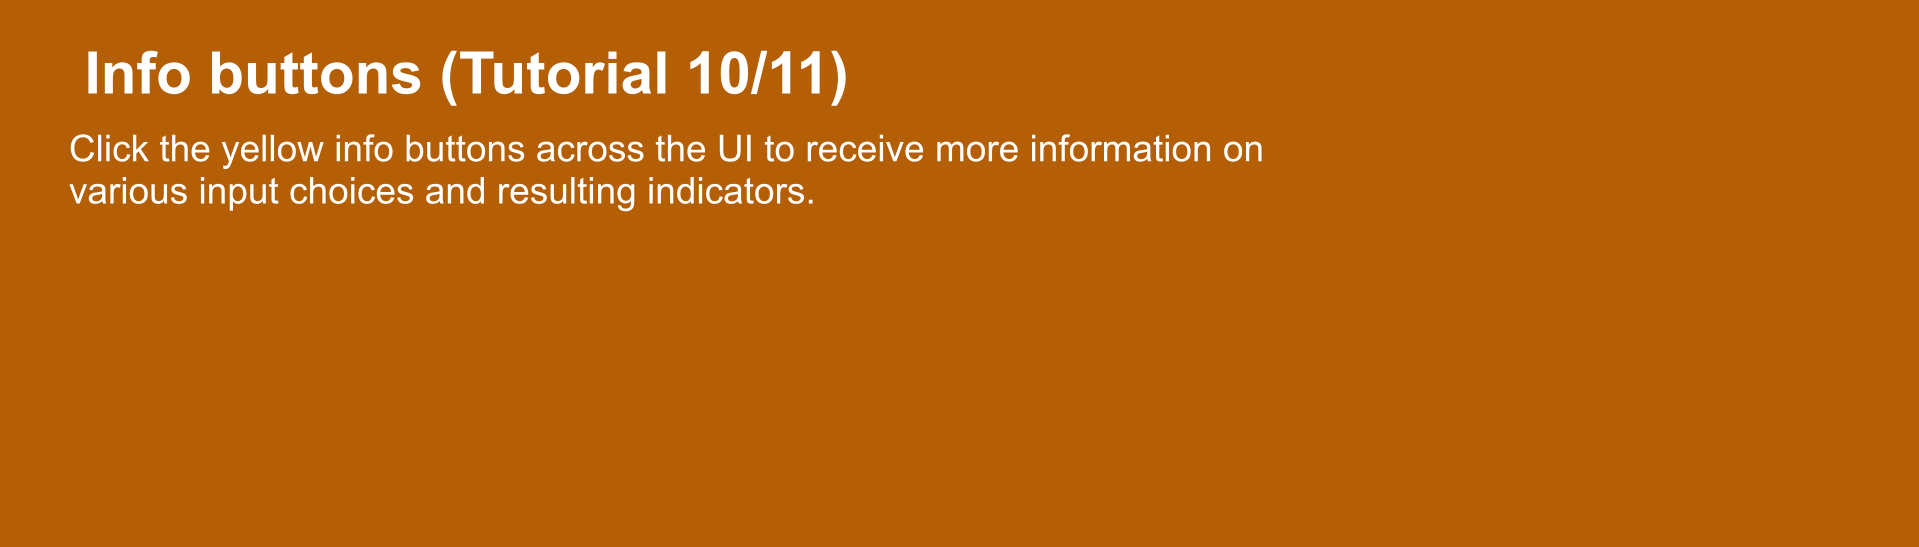 Info buttons (Tutorial 10/11)
Click the yellow info buttons across the UI to receive more information on
various input choices and resulting indicators.